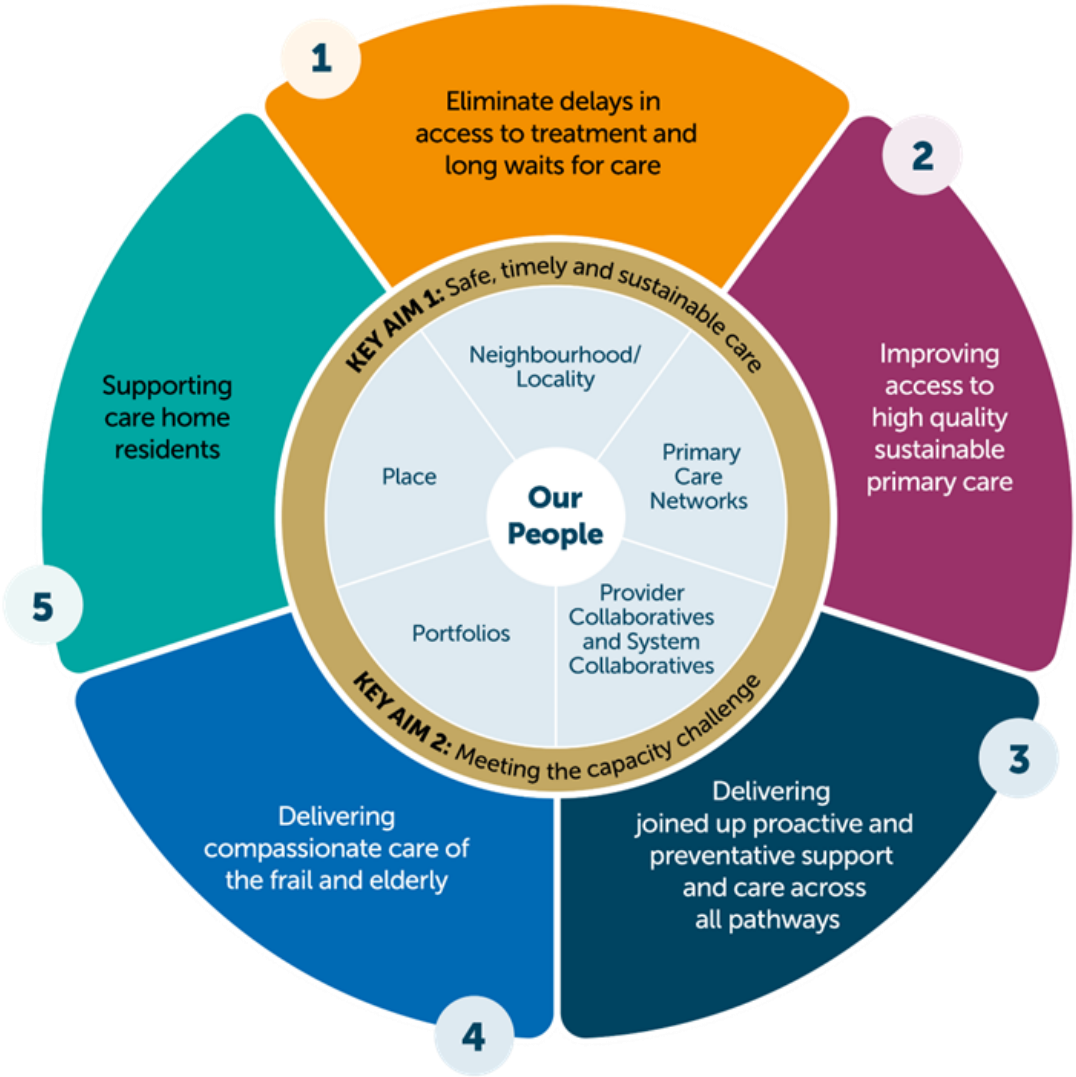 1
Eliminate delays in
access to treatment and
long waits for care
2
Improving
access to
high quality
sustainable
primary care
3
Delivering
joined up proactive and
preventative support
and care across
all pathways
4
Delivering
compassionate care of
the frail and elderly
5
Supporting
care home
residents
KEY AIM 1: Safe, timely and sustainable care
KEY AIM 2: Meeting the capacity challenge
Neighbourhood/
Locality
Primary
Care
Networks
Provider
Collaboratives
and System
Collaboratives
Portfolios
Place
Our
People